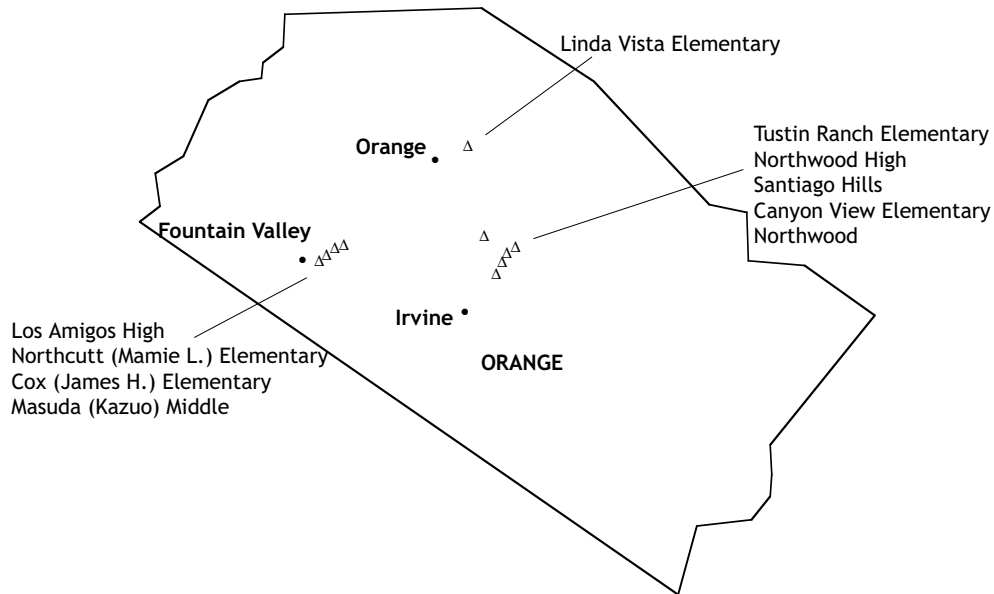 Linda Vista Elementary
Orange
Tustin Ranch Elementary
Northwood High
Santiago Hills
Canyon View Elementary
Northwood
Fountain Valley
Los Amigos High
Northcutt (Mamie L.) Elementary
Cox (James H.) Elementary
Masuda (Kazuo) Middle
Irvine
ORANGE